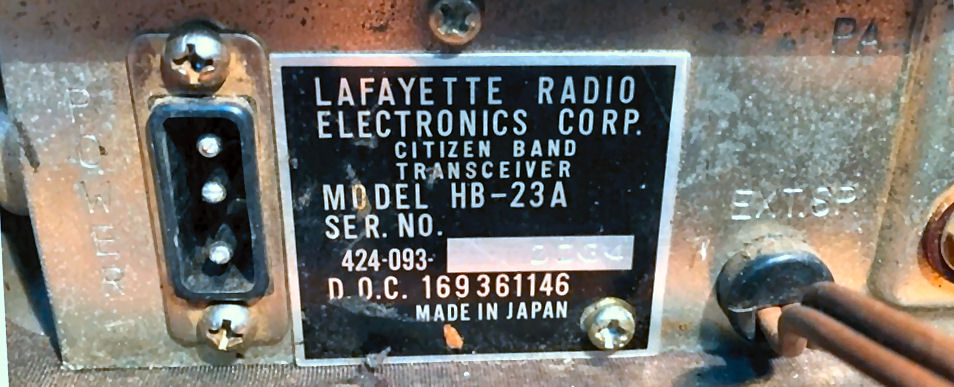 PA
POWER
LAFAYETTE RADIO
ELECTRONICS CORP.
CITIZEN BAND
TRANSCEIVER
MODEL HB-23A
SER. NO.
424-093-
D.O.C. 169361146
MADE IN JAPAN
EXT.SP